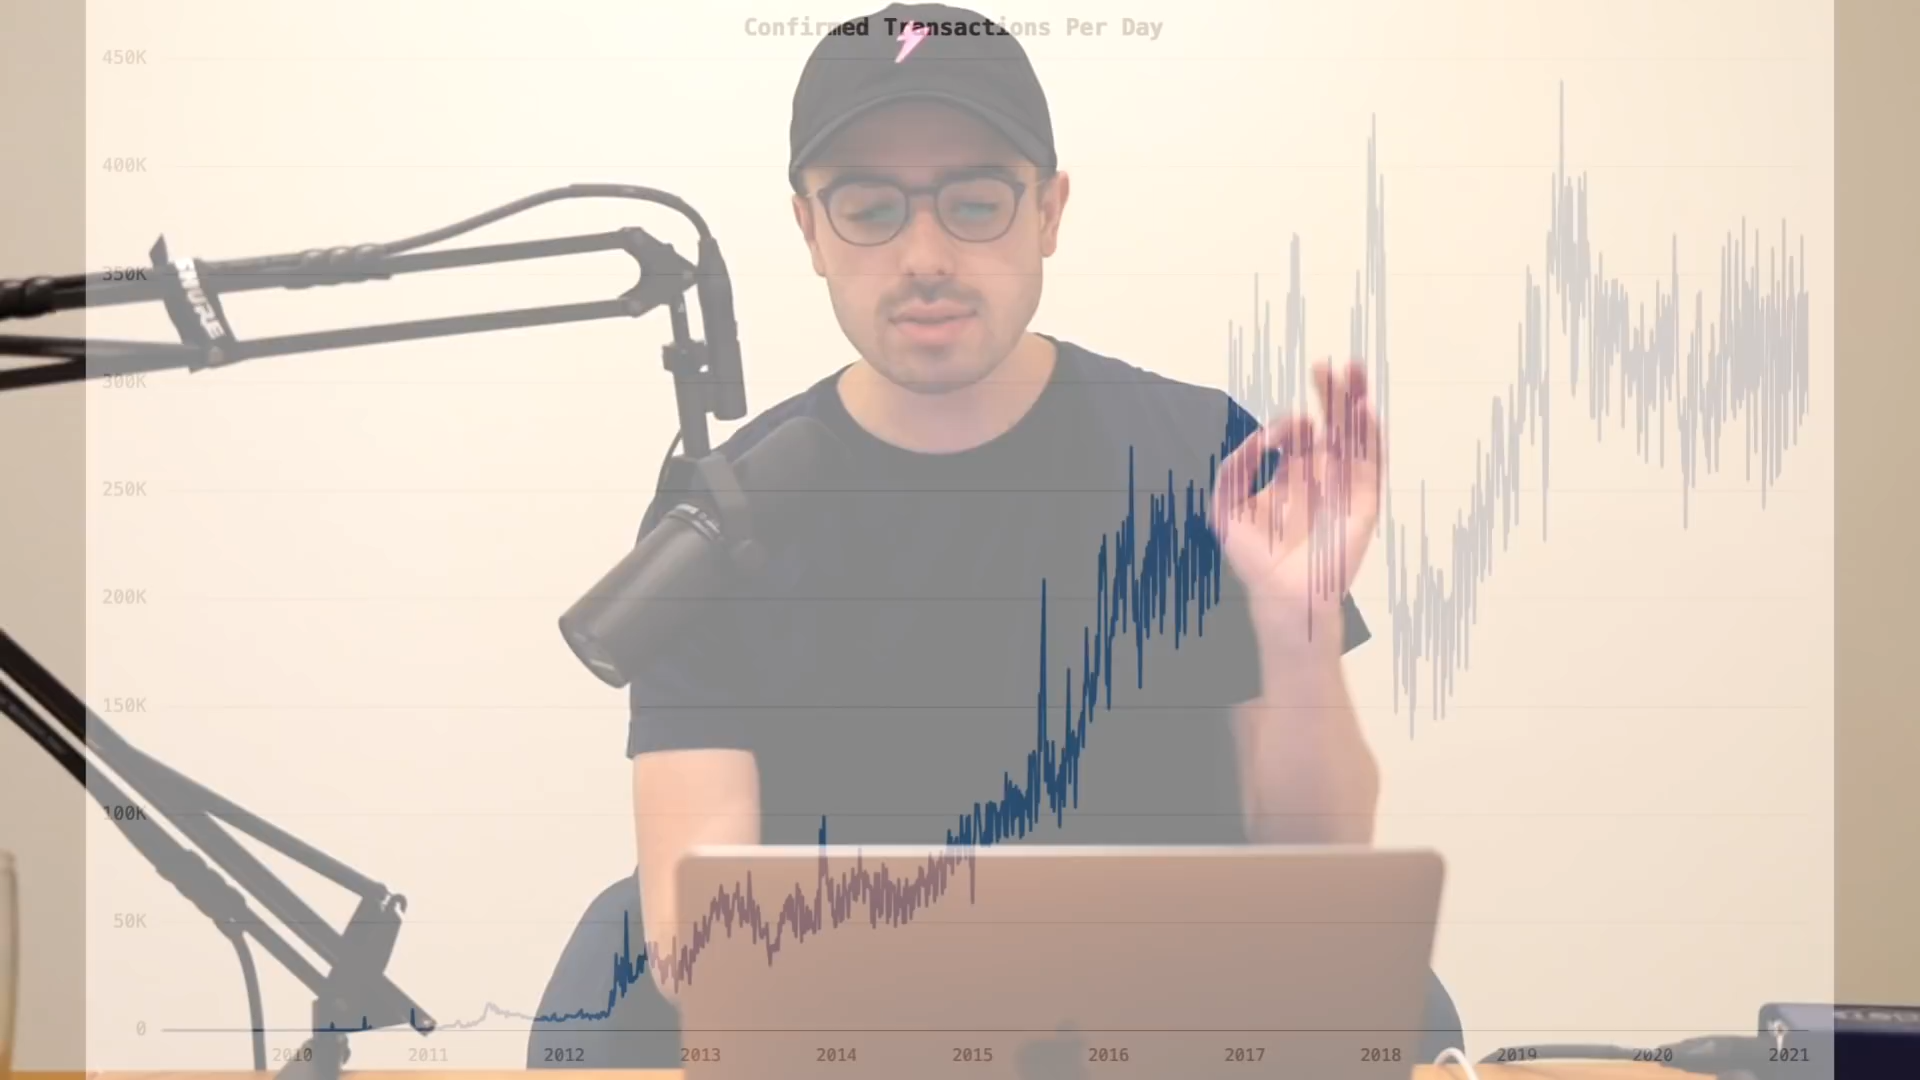 Confirmed Transactions Per Day
450K
400K
350K
300K
250K
200K
150K
100K
50K
0
2010 2011 2012 2013 2014 2015 2016 2017 2018 2019 2020 2021
SHURE